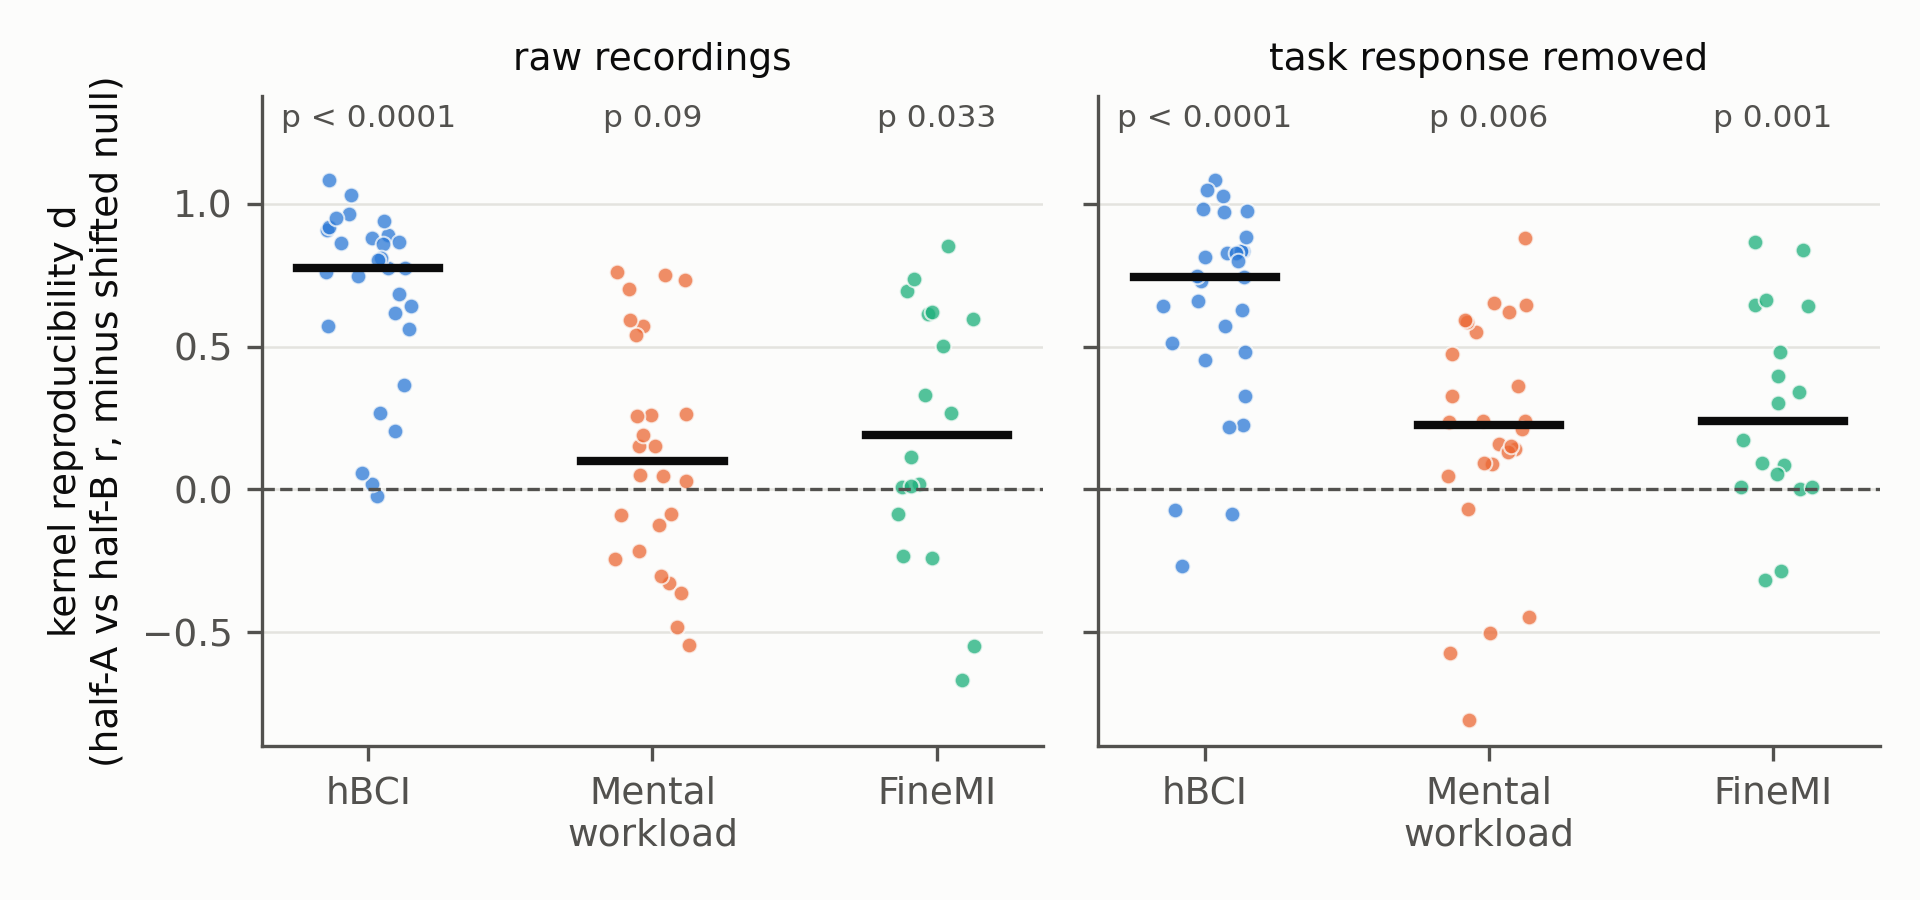 raw recordings
task response removed
p < 0.0001
p 0.09
p 0.033
p < 0.0001
p 0.006
p 0.001
kernel reproducibility d
(half-A vs half-B r, minus shifted null)
1.0
0.5
0.0
−0.5
hBCI
Mental
workload
FineMI
hBCI
Mental
workload
FineMI